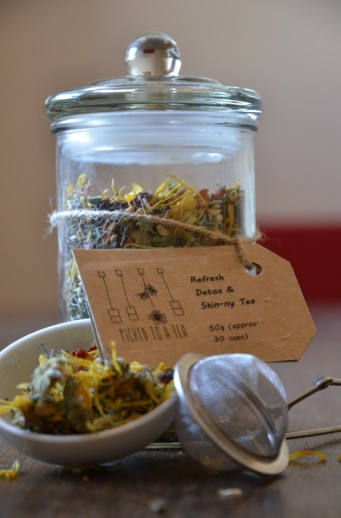 Refresh
Detox &
Skin-ny Tea
50g (approx
30 cups)
PICKED TO A TEA